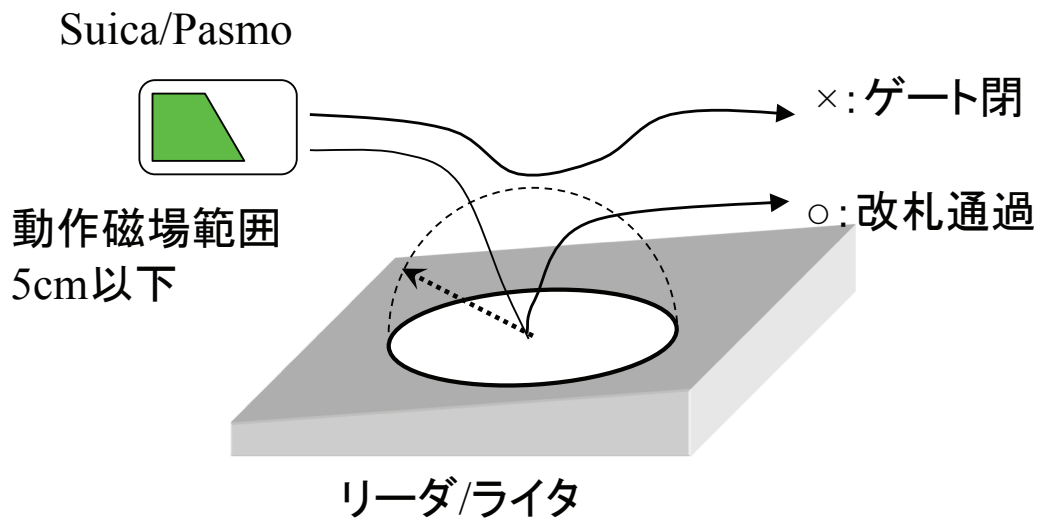 Suica/Pasmo
×:ゲート閉
○:改札通過
動作磁場範囲
5cm以下
リーダ/ライタ